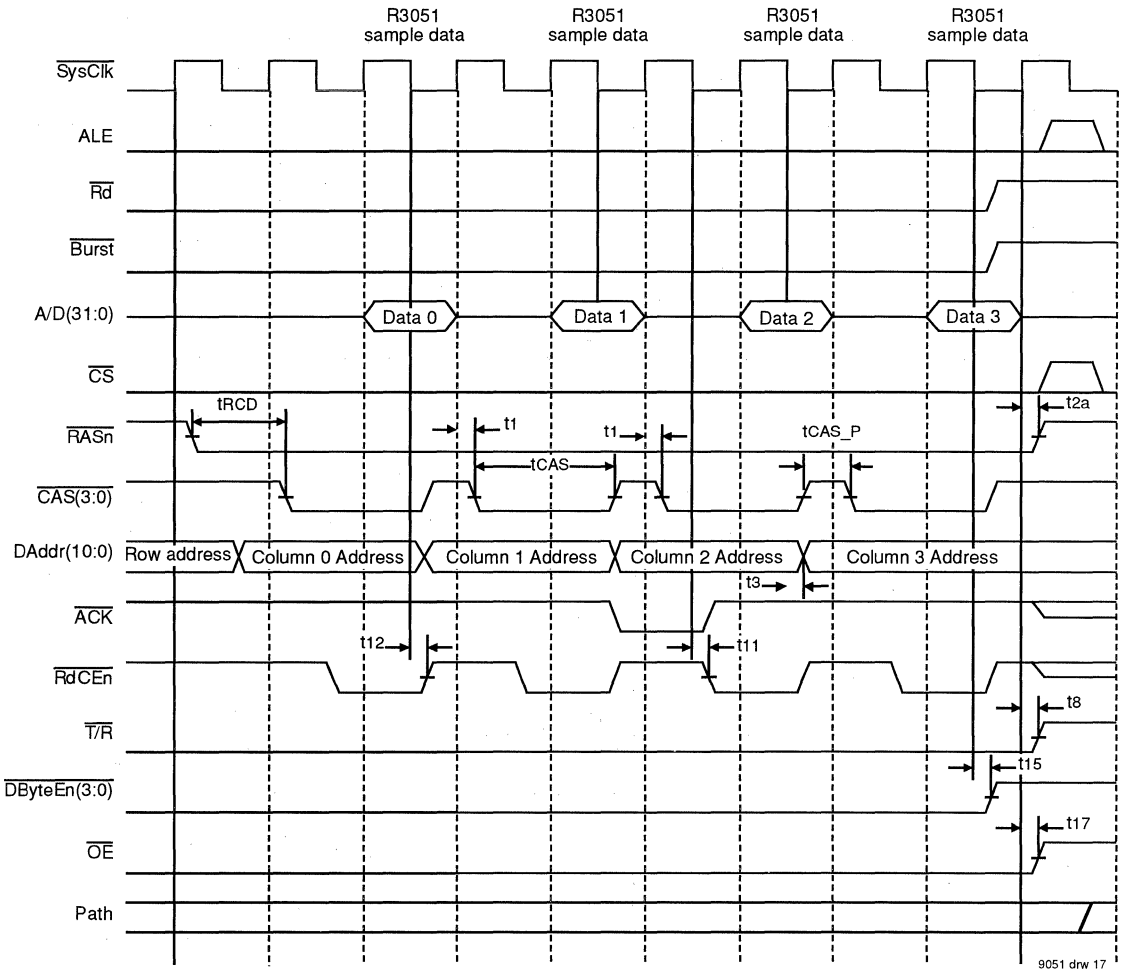 R3051
sample data
R3051
sample data
R3051
sample data
R3051
sample data
SysClk
ALE
Rd
Burst
A/D(31:0)
Data 0
Data 1
Data 2
Data 3
CS
tRCD
t1
t1
tCAS_P
t2a
RASn
tCAS
CAS(3:0)
DAddr(10:0)
Row address
Column 0 Address
Column 1 Address
Column 2 Address
Column 3 Address
t3
ACK
t12
t11
RdCEn
t8
T/R
t15
DByteEn(3:0)
t17
OE
Path
9051 drw 17